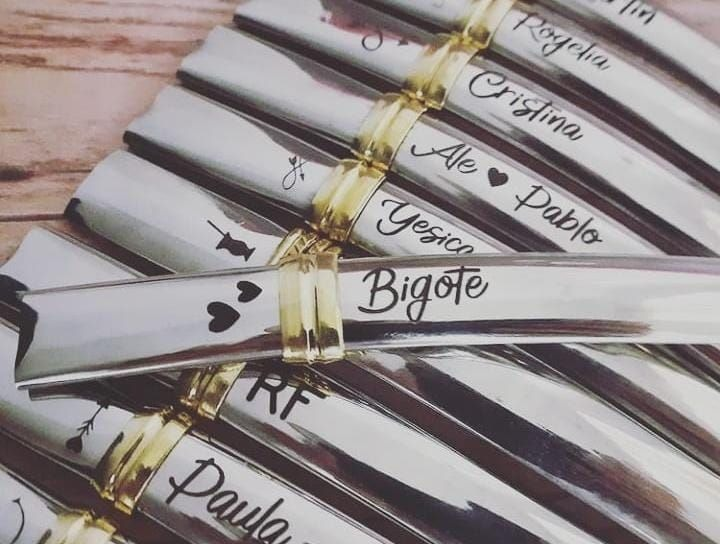 Rogelia
Cristina
Ale ♥ Pablo
Yesica
Bigote
RF
Paula